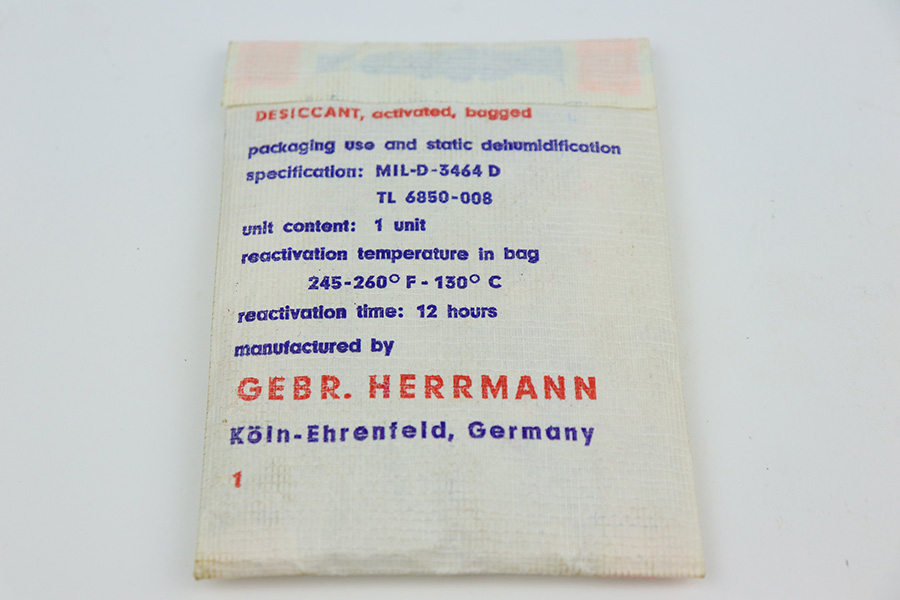 DESICCANT, activated, bagged
packaging use and static dehumidification
specification: MIL-D-3464 D
TL 6850-008
unit content: 1 unit
reactivation temperature in bag
245-260° F - 130° C
reactivation time: 12 hours
manufactured by
GEBR. HERRMANN
Köln-Ehrenfeld, Germany
1